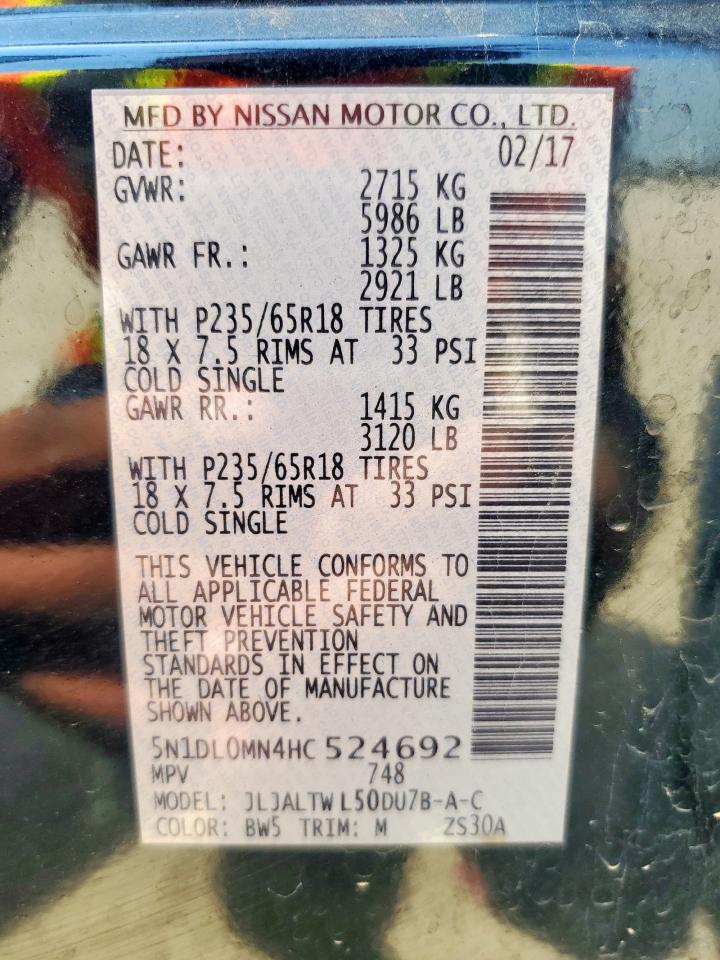 MFD BY NISSAN MOTOR CO., LTD.
DATE: 02/17
GVWR: 2715 KG
5986 LB
GAWR FR.: 1325 KG
2921 LB
WITH P235/65R18 TIRES
18 X 7.5 RIMS AT 33 PSI
COLD SINGLE
GAWR RR.: 1415 KG
3120 LB
WITH P235/65R18 TIRES
18 X 7.5 RIMS AT 33 PSI
COLD SINGLE
THIS VEHICLE CONFORMS TO
ALL APPLICABLE FEDERAL
MOTOR VEHICLE SAFETY AND
THEFT PREVENTION
STANDARDS IN EFFECT ON
THE DATE OF MANUFACTURE
SHOWN ABOVE.
5N1DL0MN4HC 524692
MPV 748
MODEL: JLJALTW L50DU7B-A-C
COLOR: BW5 TRIM: M ZS30A